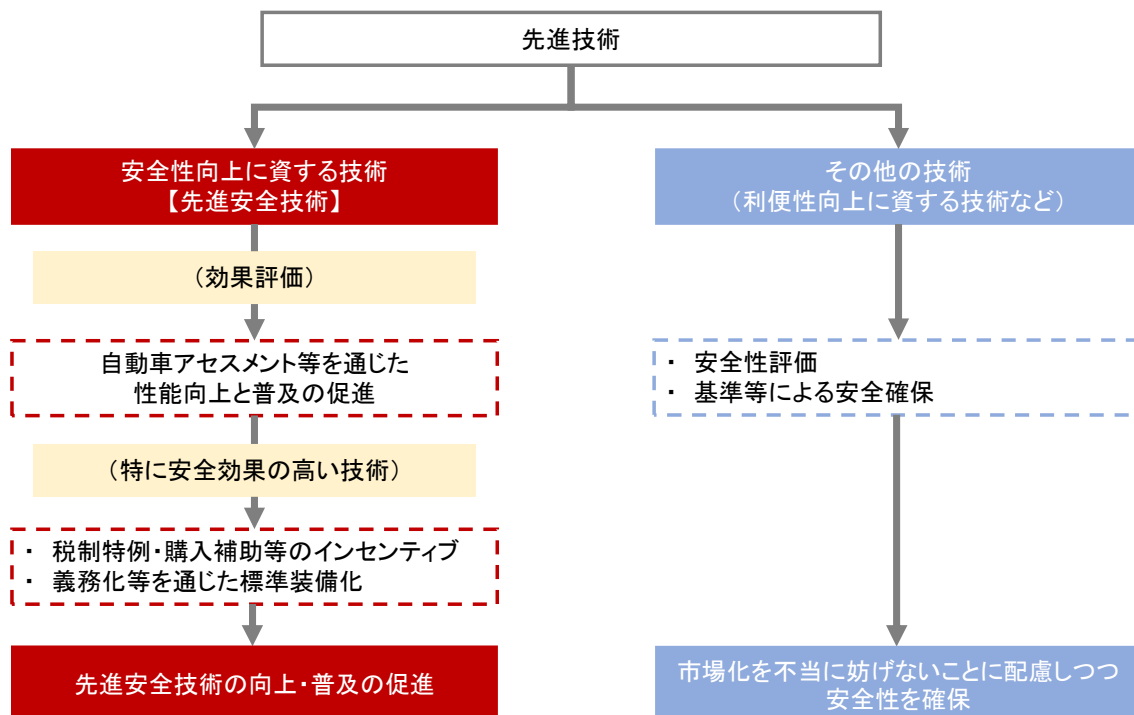 先進技術
安全性向上に資する技術
【先進安全技術】
（効果評価）
自動車アセスメント等を通じた
性能向上と普及の促進
（特に安全効果の高い技術）
・ 税制特例・購入補助等のインセンティブ
・ 義務化等を通じた標準装備化
先進安全技術の向上・普及の促進
その他の技術
（利便性向上に資する技術など）
・ 安全性評価
・ 基準等による安全確保
市場化を不当に妨げないことに配慮しつつ
安全性を確保